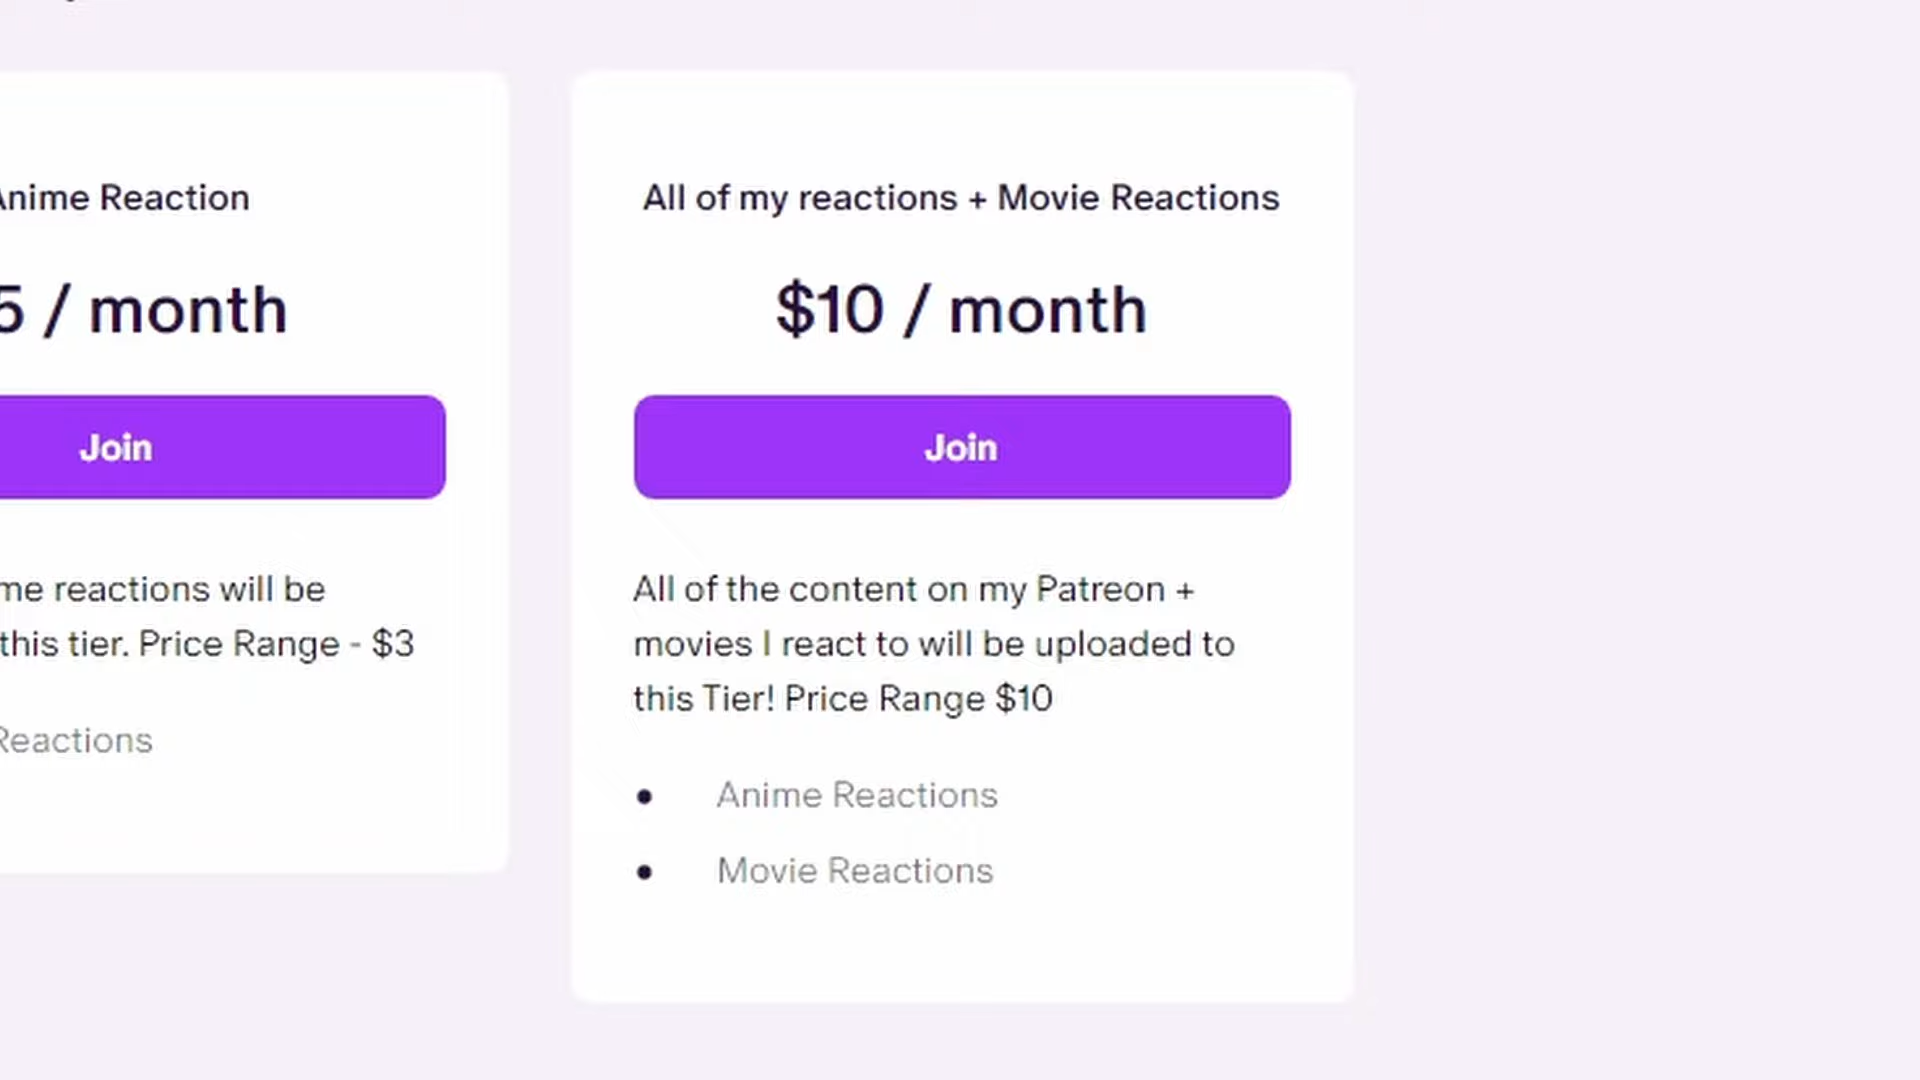 Anime Reaction
5 / month
Join
me reactions will be
this tier. Price Range - $3
Reactions
All of my reactions + Movie Reactions
$10 / month
Join
All of the content on my Patreon +
movies I react to will be uploaded to
this Tier! Price Range $10
Anime Reactions
Movie Reactions